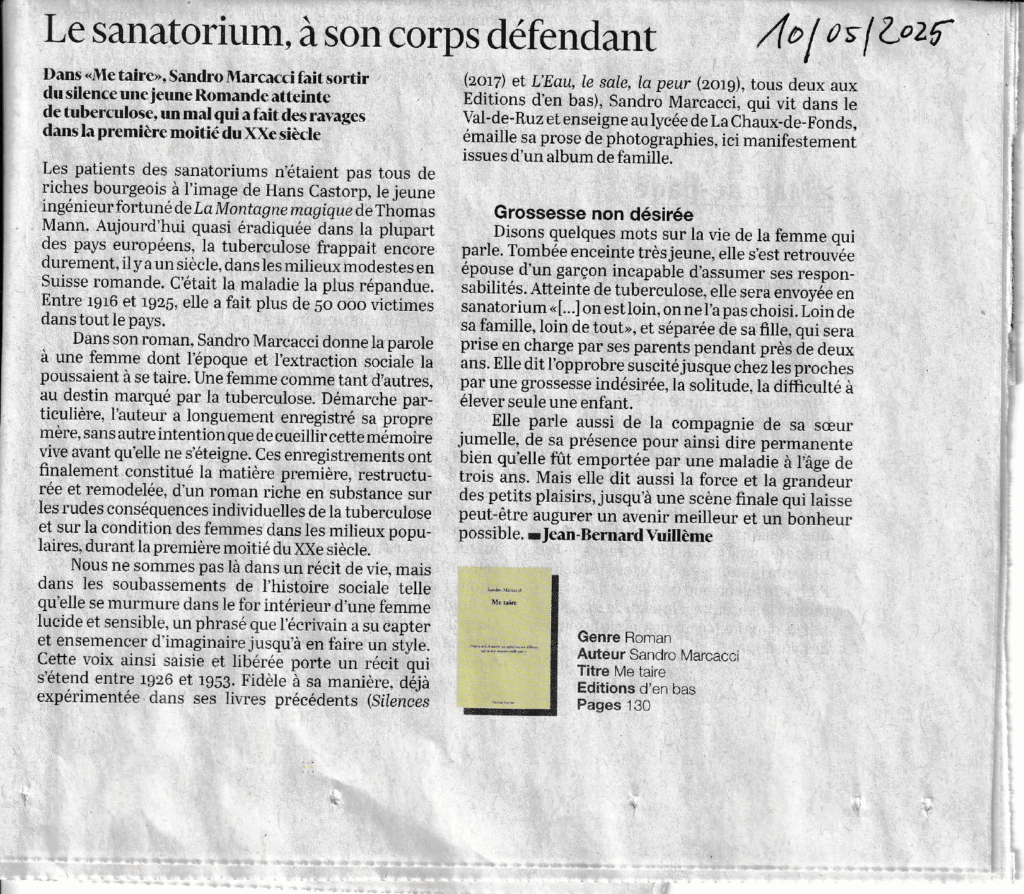 Le sanatorium, à son corps défendant
10/05/2025
Dans «Me taire», Sandro Marcacci fait sortir
du silence une jeune Romande atteinte
de tuberculose, un mal qui a fait des ravages
dans la première moitié du XXe siècle
Les patients des sanatoriums n'étaient pas tous de
riches bourgeois à l'image de Hans Castorp, le jeune
ingénieur fortuné de La Montagne magique de Thomas
Mann. Aujourd'hui quasi éradiquée dans la plupart
des pays européens, la tuberculose frappait encore
durement, il y a un siècle, dans les milieux modestes en
Suisse romande. C'était la maladie la plus répandue.
Entre 1916 et 1925, elle a fait plus de 50 000 victimes
dans tout le pays.
Dans son roman, Sandro Marcacci donne la parole
à une femme dont l'époque et l'extraction sociale la
poussaient à se taire. Une femme comme tant d'autres,
au destin marqué par la tuberculose. Démarche par-
ticulière, l'auteur a longuement enregistré sa propre
mère, sans autre intention que de cueillir cette mémoire
vive avant qu'elle ne s'éteigne. Ces enregistrements ont
finalement constitué la matière première, restructu-
rée et remodelée, d'un roman riche en substance sur
les rudes conséquences individuelles de la tuberculose
et sur la condition des femmes dans les milieux popu-
laires, durant la première moitié du XXe siècle.
Nous ne sommes pas là dans un récit de vie, mais
dans les soubassements de l'histoire sociale telle
qu'elle se murmure dans le for intérieur d'une femme
lucide et sensible, un phrasé que l'écrivain a su capter
et ensemencer d'imaginaire jusqu'à en faire un style.
Cette voix ainsi saisie et libérée porte un récit qui
s'étend entre 1926 et 1953. Fidèle à sa manière, déjà
expérimentée dans ses livres précédents (Silences
(2017) et L'Eau, le sale, la peur (2019), tous deux aux
Editions d'en bas), Sandro Marcacci, qui vit dans le
Val-de-Ruz et enseigne au lycée de La Chaux-de-Fonds,
émaille sa prose de photographies, ici manifestement
issues d'un album de famille.
Grossesse non désirée
Disons quelques mots sur la vie de la femme qui
parle. Tombée enceinte très jeune, elle s'est retrouvée
épouse d'un garçon incapable d'assumer ses respon-
sabilités. Atteinte de tuberculose, elle sera envoyée en
sanatorium «[...] on est loin, on ne l'a pas choisi. Loin de
sa famille, loin de tout», et séparée de sa fille, qui sera
prise en charge par ses parents pendant près de deux
ans. Elle dit l'opprobre suscité jusque chez les proches
par une grossesse indésirée, la solitude, la difficulté à
élever seule une enfant.
Elle parle aussi de la compagnie de sa sœur
jumelle, de sa présence pour ainsi dire permanente
bien qu'elle fût emportée par une maladie à l'âge de
trois ans. Mais elle dit aussi la force et la grandeur
des petits plaisirs, jusqu'à une scène finale qui laisse
peut-être augurer un avenir meilleur et un bonheur
possible. Jean-Bernard Vuillème
Sandro Marcacci
Me taire
Genre Roman
Auteur Sandro Marcacci
Titre Me taire
Editions d'en bas
Pages 130